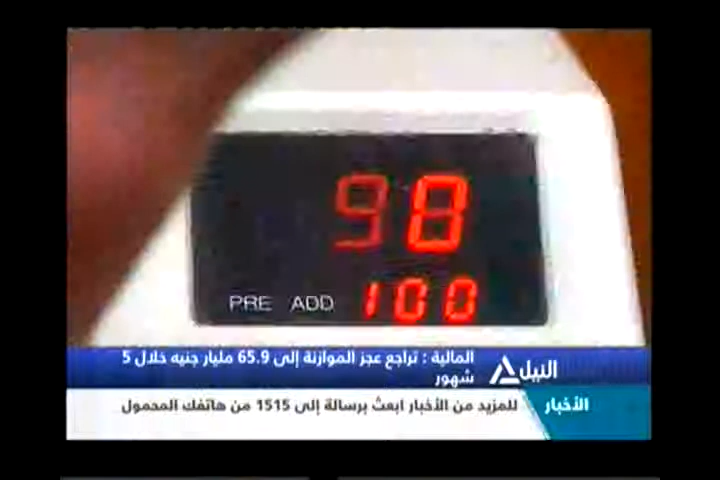 98
PRE ADD 100
المالية : تراجع عجز الموازنة إلى 65.9 مليار جنيه خلال 5
شهور
النيل
الأخبار
للمزيد من الأخبار ابعث برسالة إلى 1515 من هاتفك المحمول